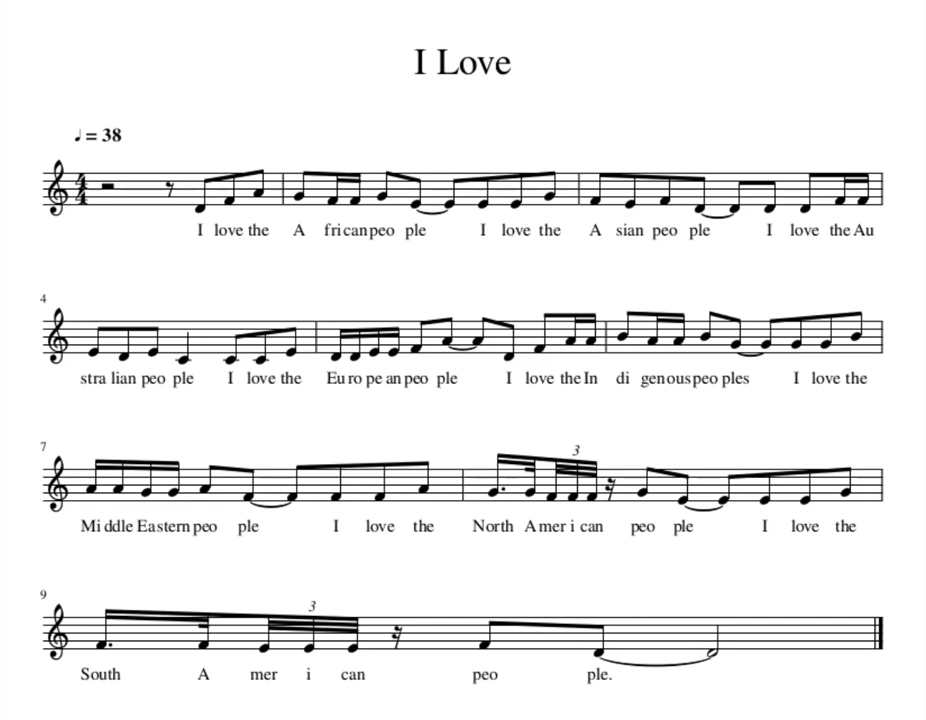 I Love
♩ = 38
I love the A fri can peo ple I love the A sian peo ple I love the Au
4
stra lian peo ple I love the Eu ro pe an peo ple I love the In di gen ous peo ples I love the
7
3
Mi ddle Ea stern peo ple I love the North A mer i can peo ple I love the
9
3
South A mer i can peo ple.